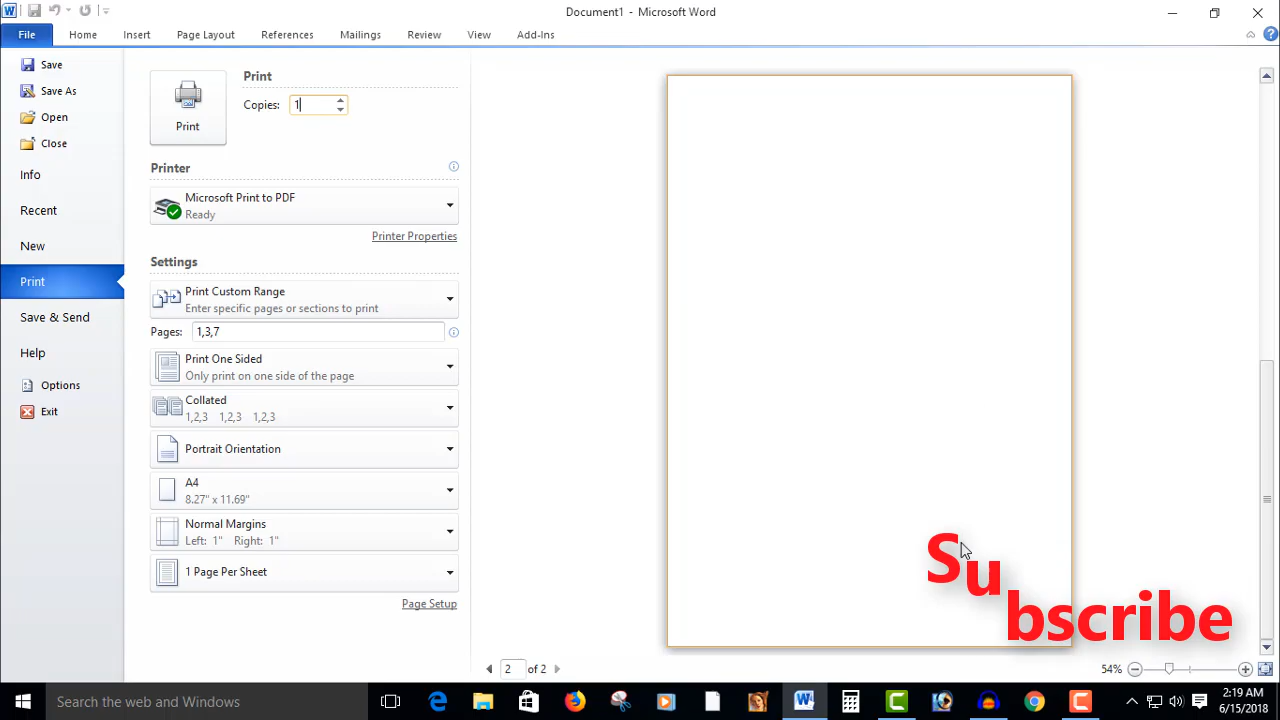 Document1 - Microsoft Word
File Home Insert Page Layout References Mailings Review View Add-Ins
Save
Save As
Open
Close
Info
Recent
New
Print
Save & Send
Help
Options
Exit
Print
Print
Copies: 1
Printer
Microsoft Print to PDF
Ready
Printer Properties
Settings
Print Custom Range
Enter specific pages or sections to print
Pages: 1,3,7
Print One Sided
Only print on one side of the page
Collated
1,2,3 1,2,3 1,2,3
Portrait Orientation
A4
8.27" x 11.69"
Normal Margins
Left: 1" Right: 1"
1 Page Per Sheet
Page Setup
Subscribe
2 of 2
54%
Search the web and Windows
2:19 AM
6/15/2018